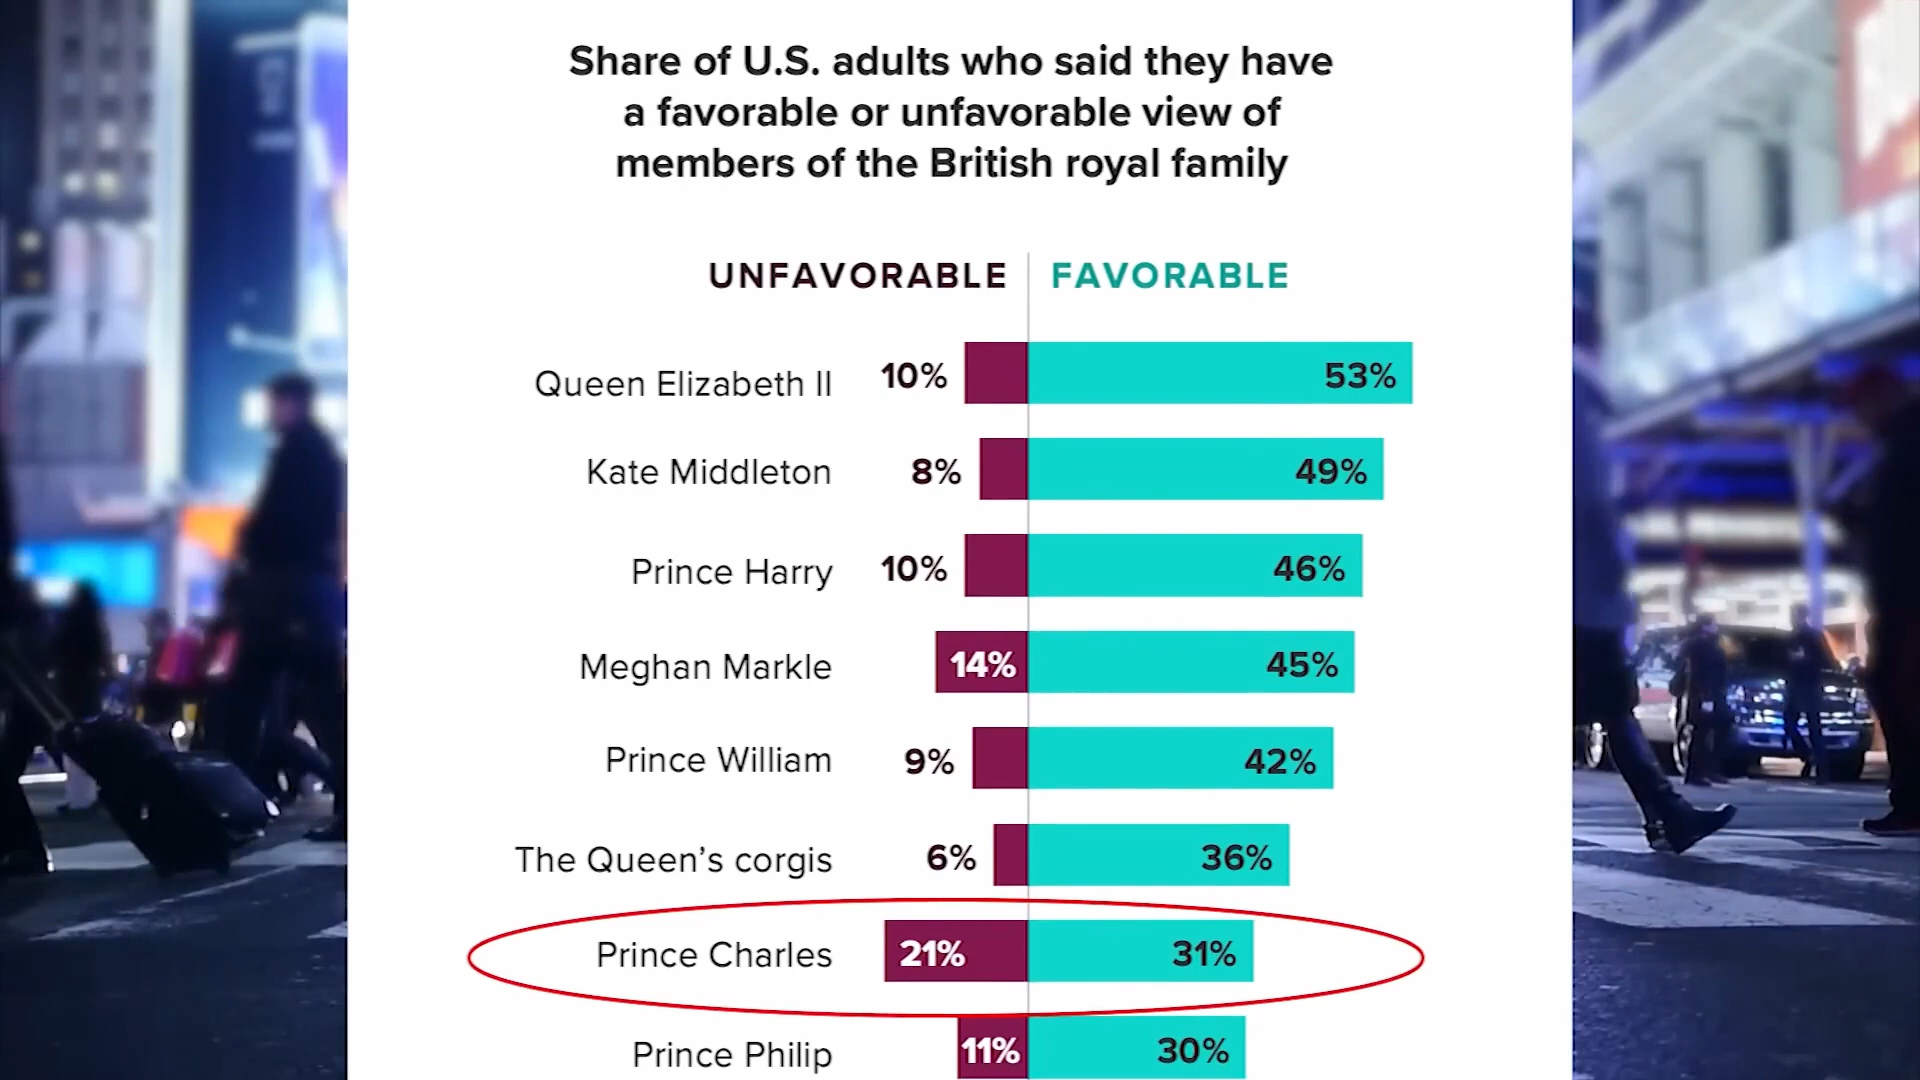 Share of U.S. adults who said they have
a favorable or unfavorable view of
members of the British royal family
UNFAVORABLE FAVORABLE
Queen Elizabeth II 10% 53%
Kate Middleton 8% 49%
Prince Harry 10% 46%
Meghan Markle 14% 45%
Prince William 9% 42%
The Queen’s corgis 6% 36%
Prince Charles 21% 31%
Prince Philip 11% 30%